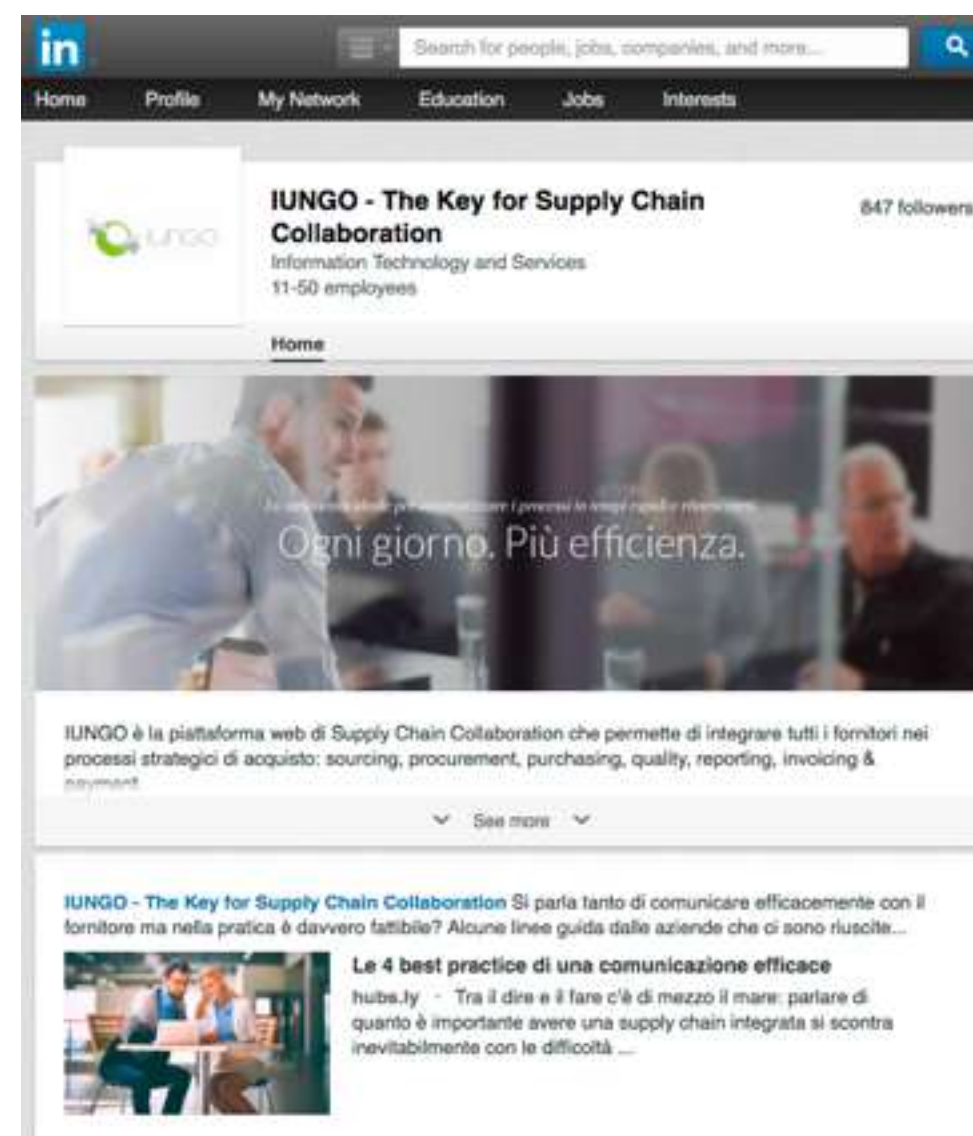 in
Search for people, jobs, companies, and more...
Home Profile My Network Education Jobs Interests
IUNGO
IUNGO - The Key for Supply Chain
Collaboration
847 followers
Information Technology and Services
11-50 employees
Home
Ogni giorno. Più efficienza.
IUNGO è la piattaforma web di Supply Chain Collaboration che permette di integrare tutti i fornitori nei
processi strategici di acquisto: sourcing, procurement, purchasing, quality, reporting, invoicing &
payment
See more
IUNGO - The Key for Supply Chain Collaboration Si parla tanto di comunicare efficacemente con il
fornitore ma nella pratica è davvero fattibile? Alcune linee guida dalle aziende che ci sono riuscite...
Le 4 best practice di una comunicazione efficace
hubs.ly · Tra il dire e il fare c'è di mezzo il mare: parlare di
quanto è importante avere una supply chain integrata si scontra
inevitabilmente con le difficoltà ...